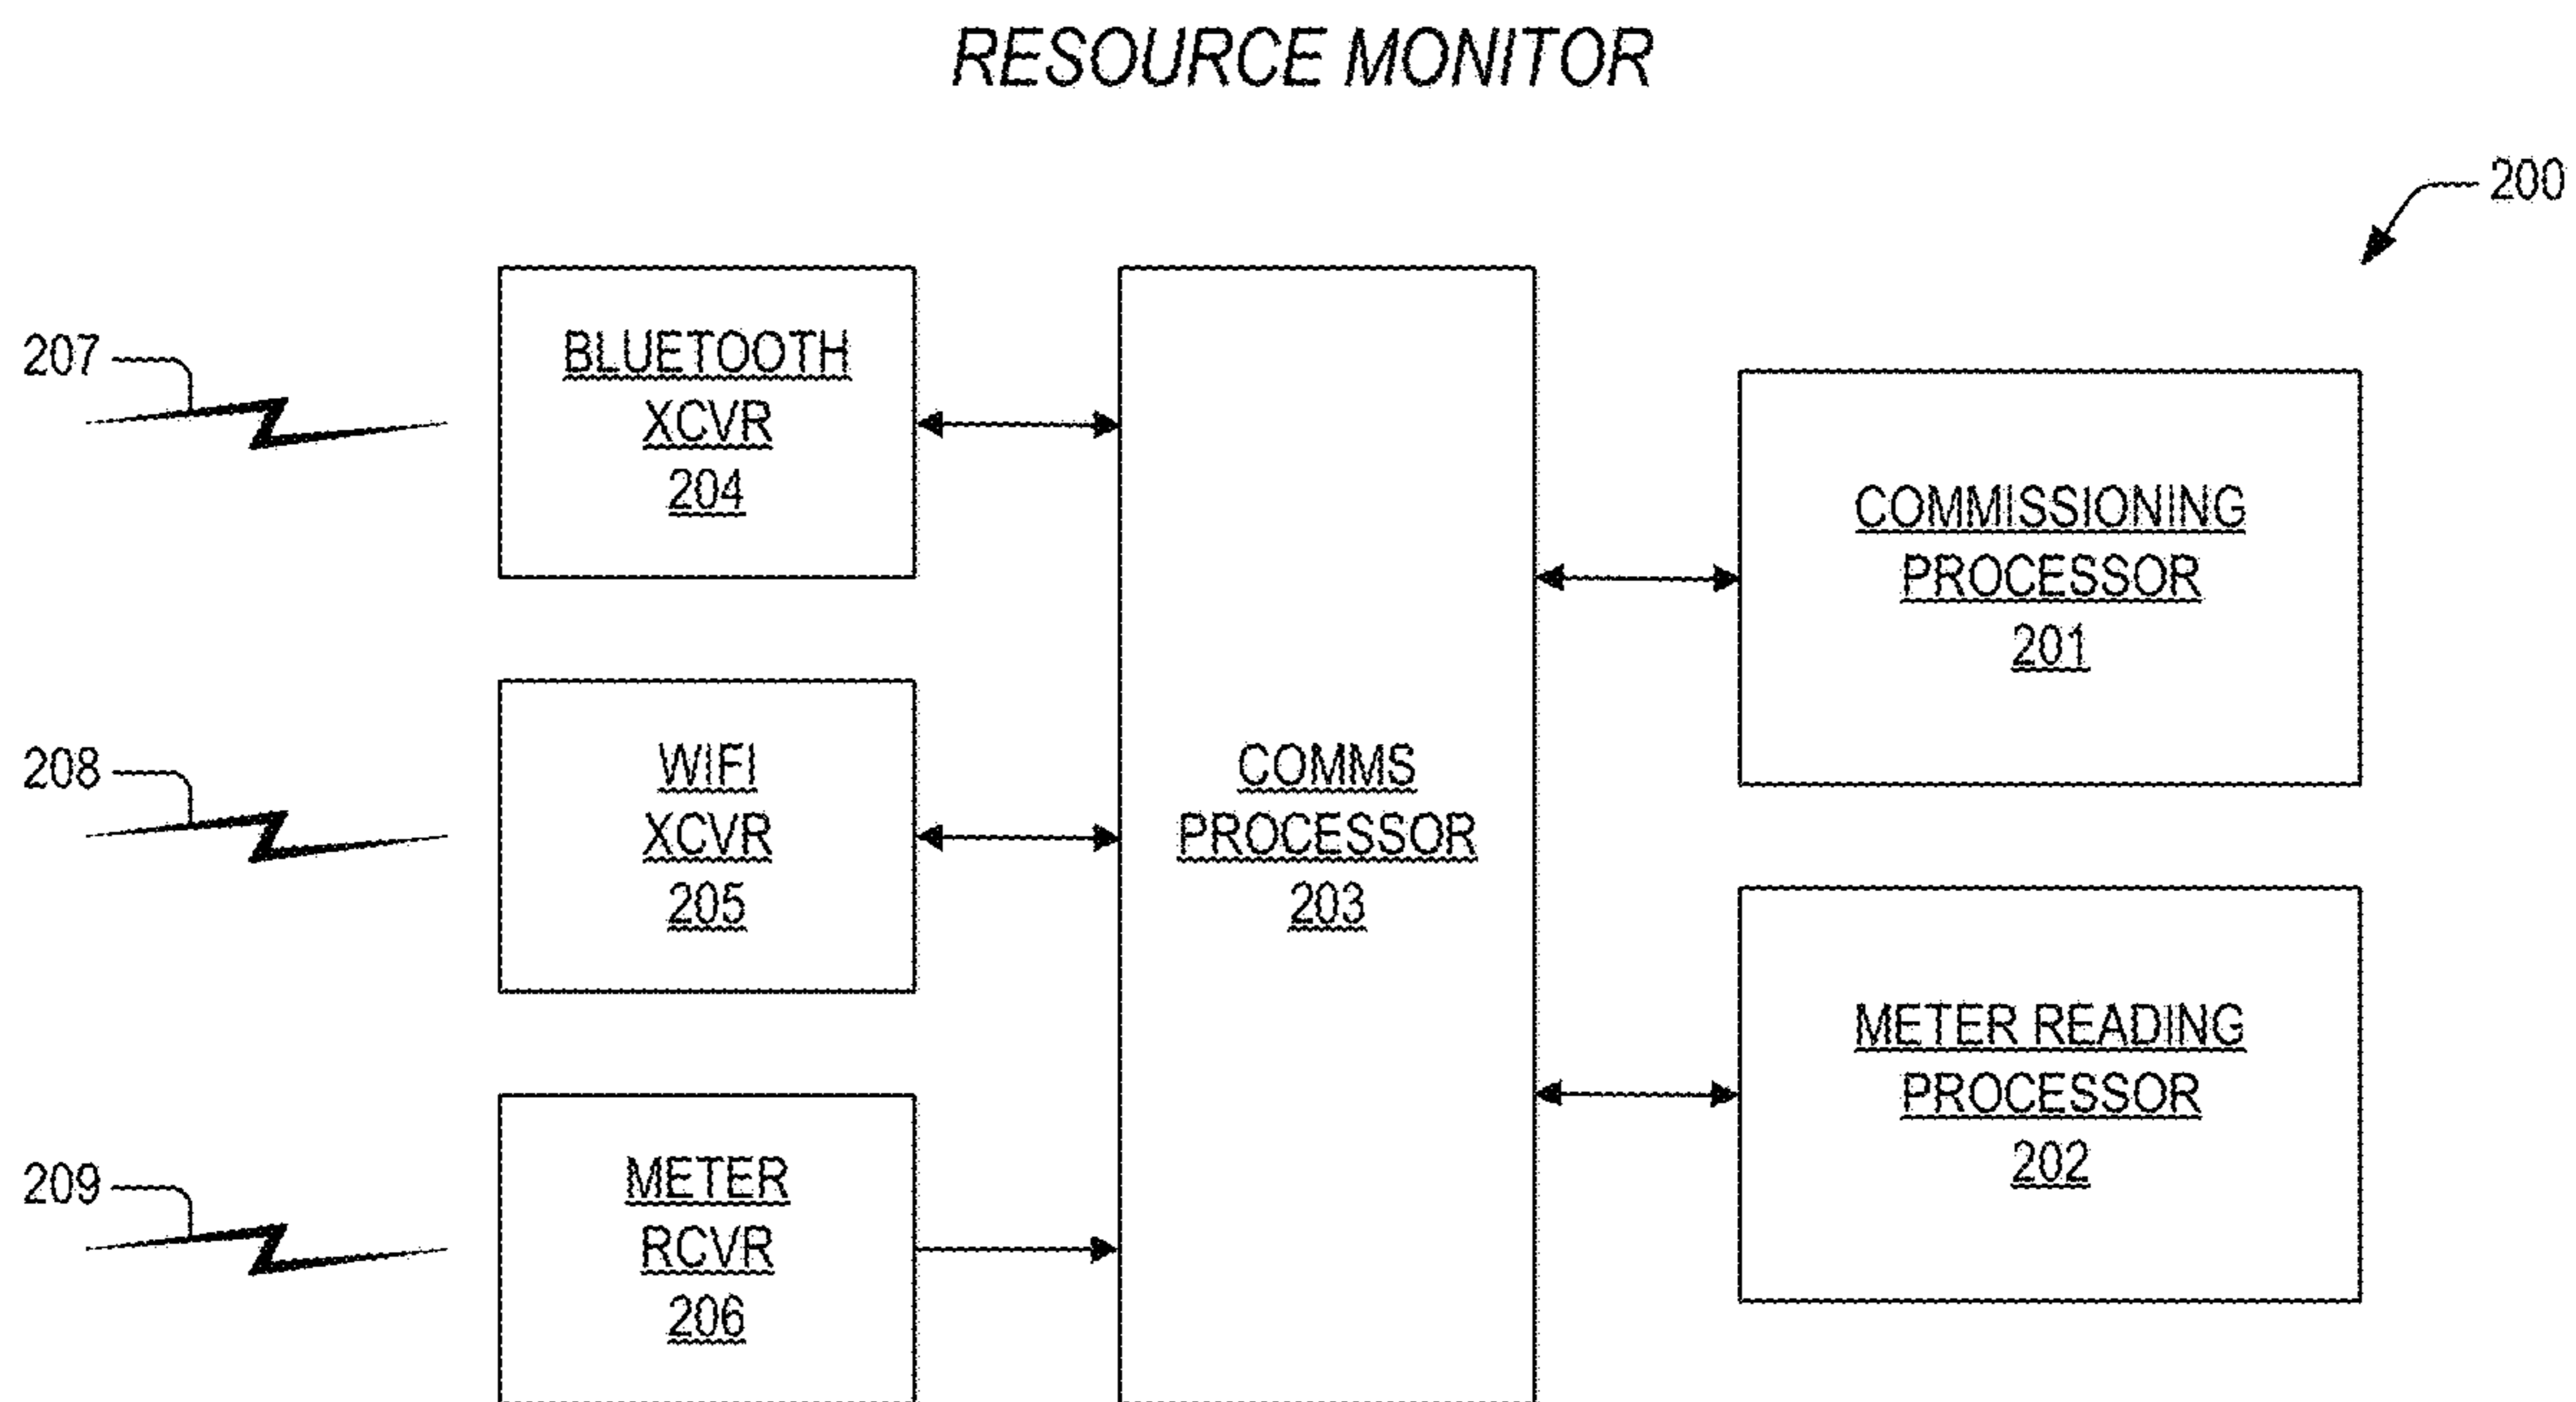 RESOURCE MONITOR
200
207
BLUETOOTH
XCVR
204
COMMISSIONING
PROCESSOR
201
208
WIFI
XCVR
205
COMMS
PROCESSOR
203
METER READING
PROCESSOR
202
209
METER
RCVR
206